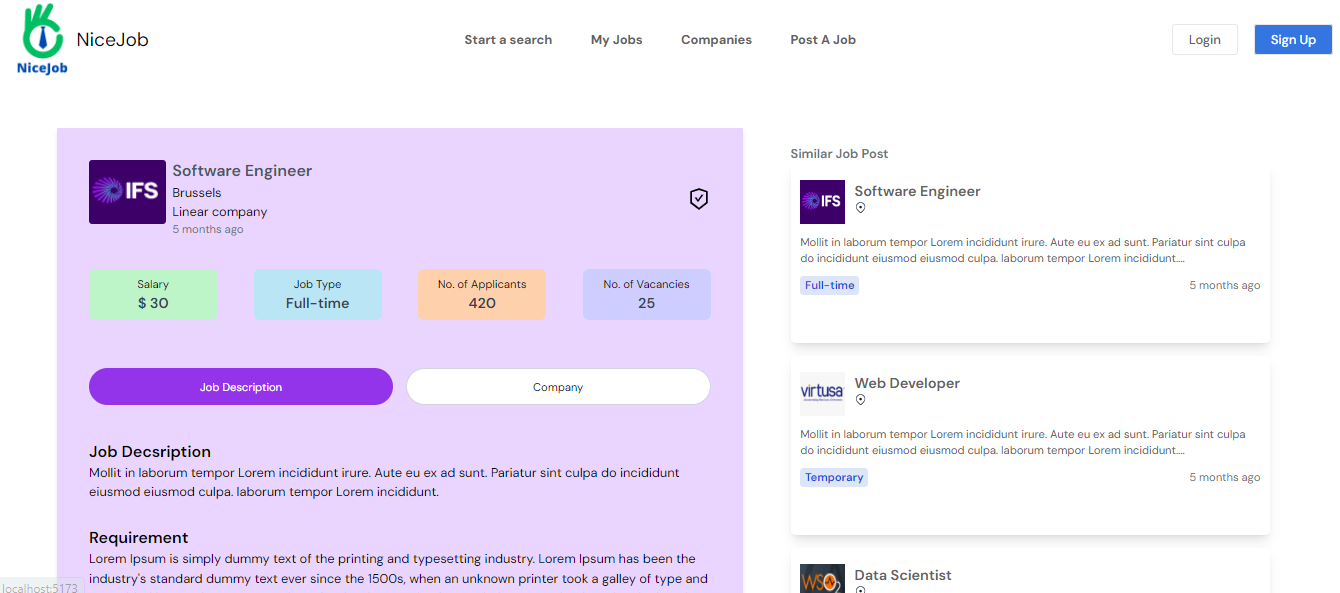 NiceJob
NiceJob
Start a search
My Jobs
Companies
Post A Job
Login
Sign Up
IFS
Software Engineer
Brussels
Linear company
5 months ago
Salary
$ 30
Job Type
Full-time
No. of Applicants
420
No. of Vacancies
25
Job Description
Company
Job Decsription
Mollit in laborum tempor Lorem incididunt irure. Aute eu ex ad sunt. Pariatur sint culpa do incididunt
eiusmod eiusmod culpa. laborum tempor Lorem incididunt.
Requirement
Lorem Ipsum is simply dummy text of the printing and typesetting industry. Lorem Ipsum has been the
industry's standard dummy text ever since the 1500s, when an unknown printer took a galley of type and
localhost:5173
Similar Job Post
IFS
Software Engineer
Mollit in laborum tempor Lorem incididunt irure. Aute eu ex ad sunt. Pariatur sint culpa
do incididunt eiusmod eiusmod culpa. laborum tempor Lorem incididunt....
Full-time
5 months ago
virtusa
Web Developer
Mollit in laborum tempor Lorem incididunt irure. Aute eu ex ad sunt. Pariatur sint culpa
do incididunt eiusmod eiusmod culpa. laborum tempor Lorem incididunt....
Temporary
5 months ago
WSO2
Data Scientist